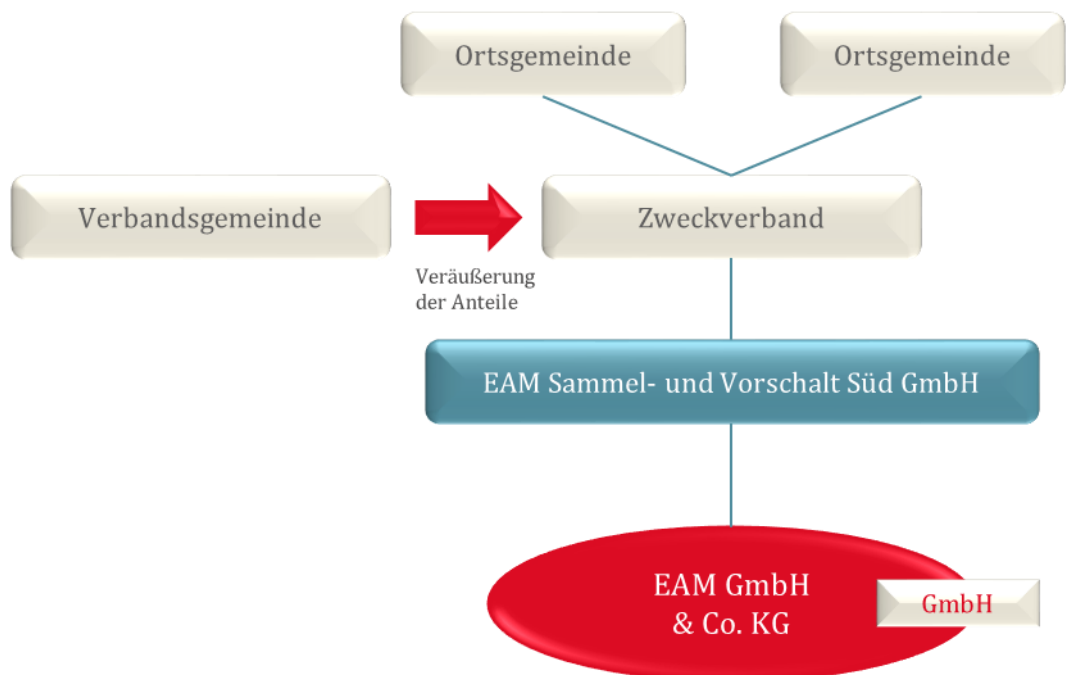 Ortsgemeinde
Ortsgemeinde
Verbandsgemeinde
Zweckverband
Veräußerung
der Anteile
EAM Sammel- und Vorschalt Süd GmbH
EAM GmbH
& Co. KG
GmbH